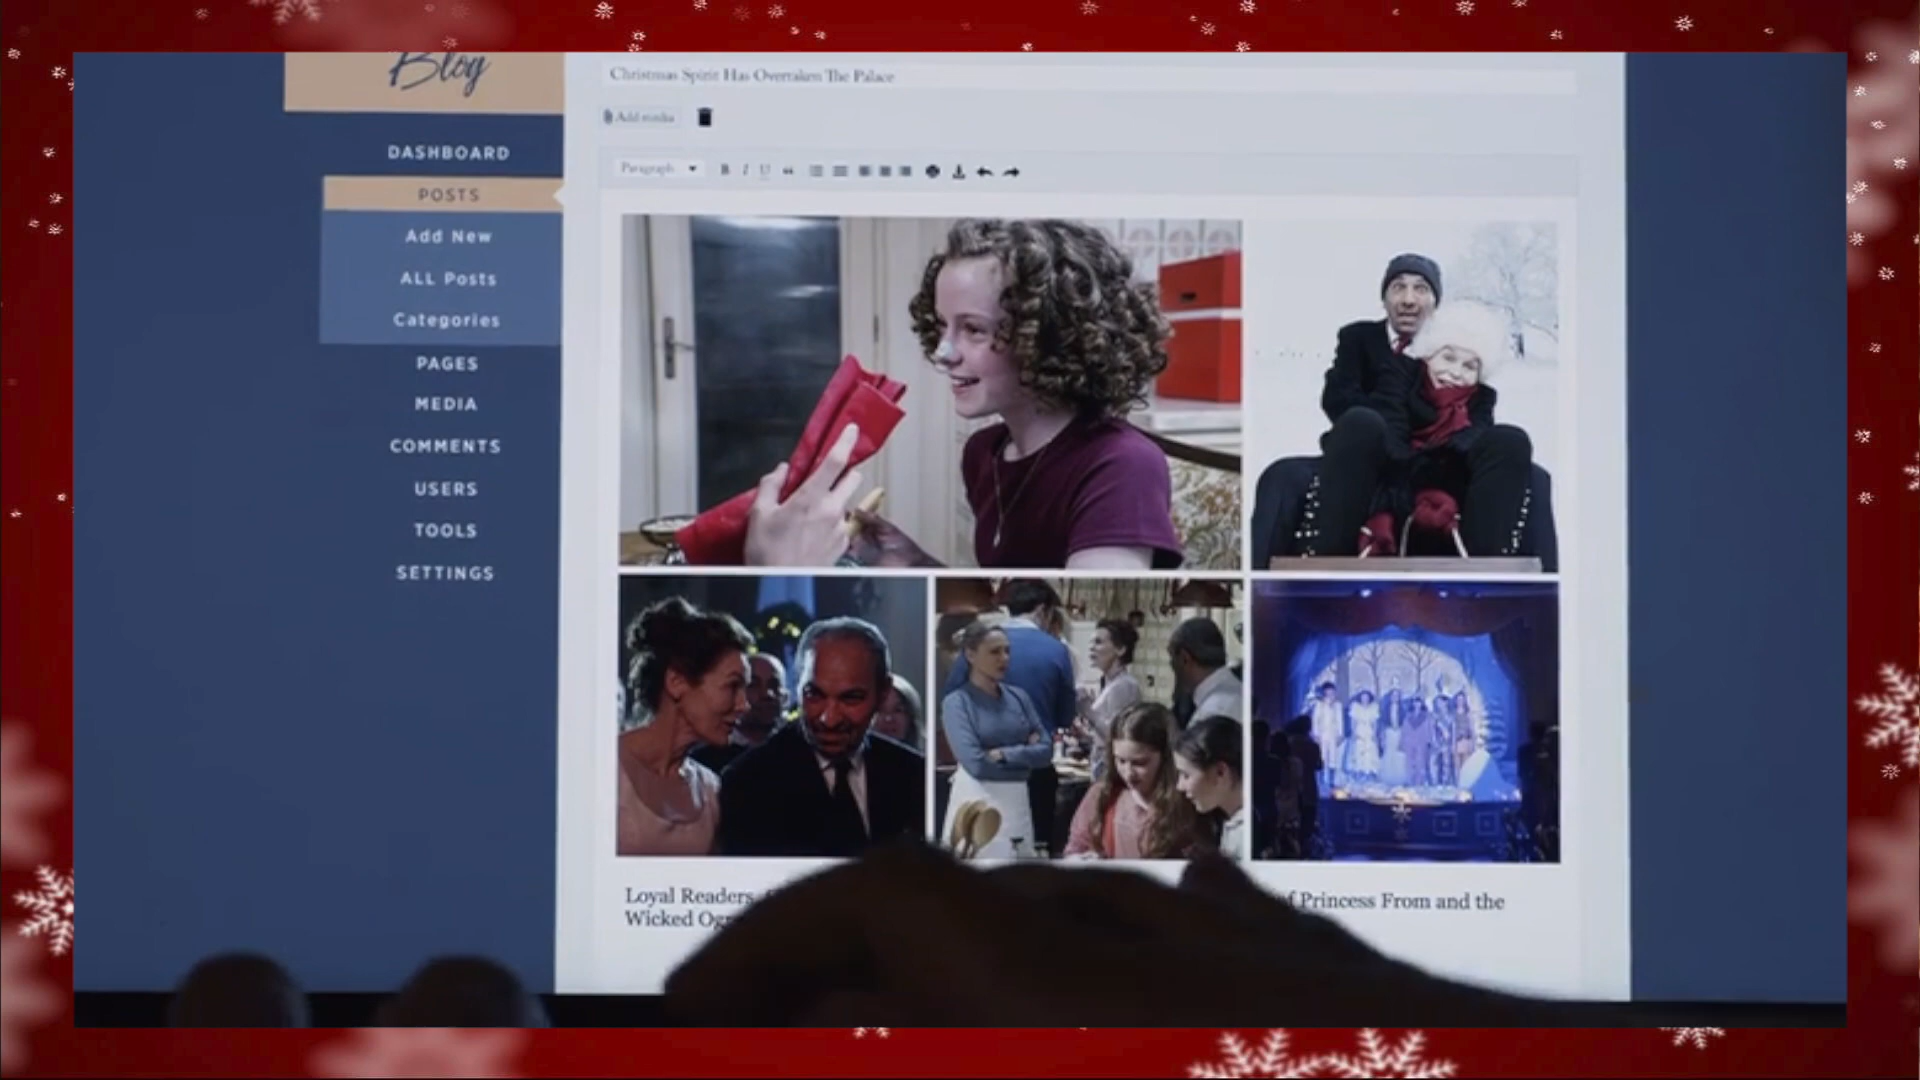 Blog
Christmas Spirit Has Overtaken The Palace
Add media
Paragraph
B I U
DASHBOARD
POSTS
Add New
ALL Posts
Categories
PAGES
MEDIA
COMMENTS
USERS
TOOLS
SETTINGS
Loyal Readers, of Princess From and the
Wicked